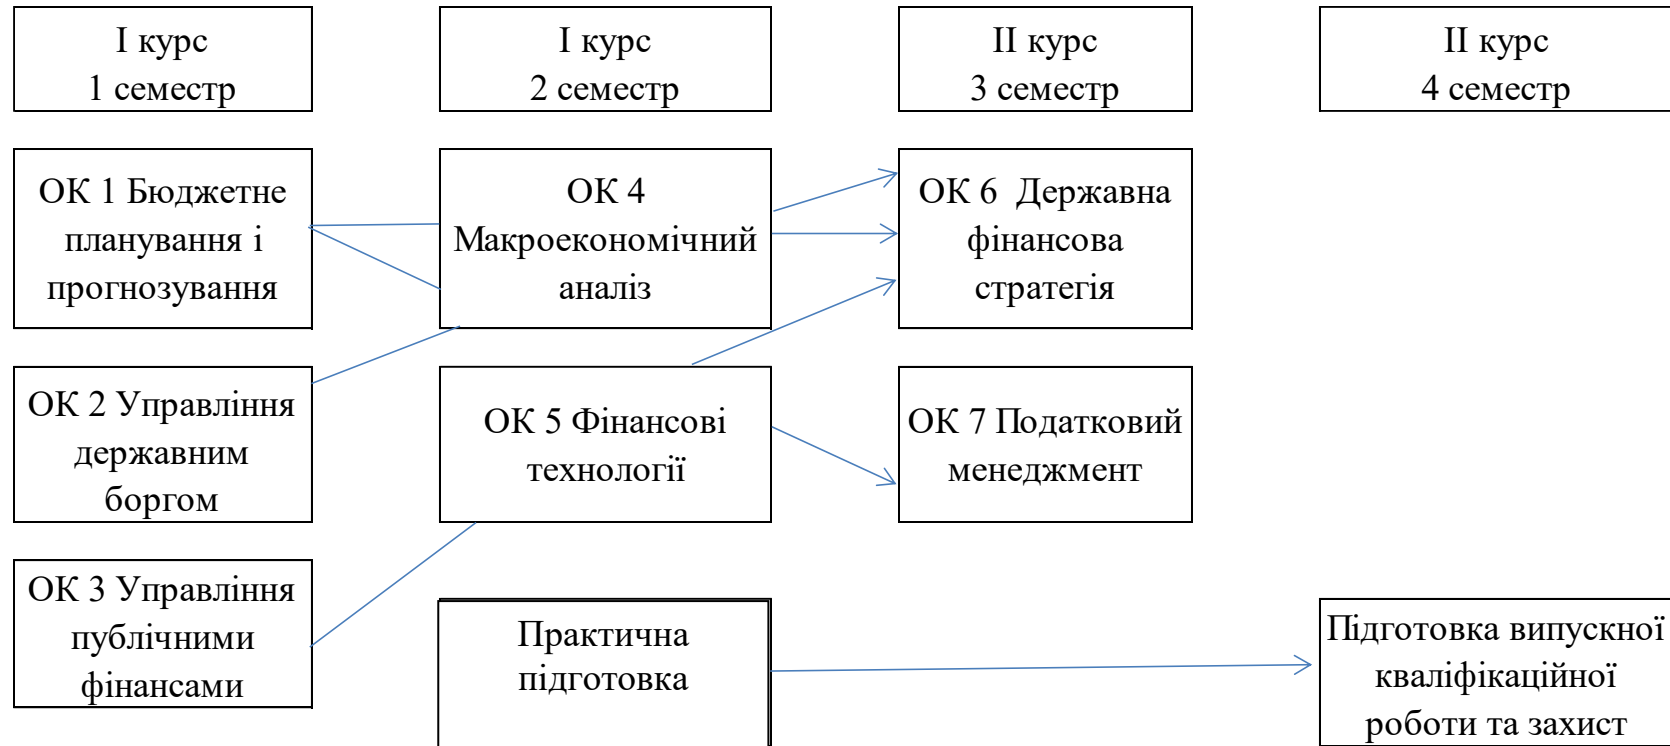 І курс
1 семестр
І курс
2 семестр
ІІ курс
3 семестр
ІІ курс
4 семестр
ОК 1 Бюджетне
планування і
прогнозування
ОК 4
Макроекономічний
аналіз
ОК 6 Державна
фінансова
стратегія
ОК 2 Управління
державним
боргом
ОК 5 Фінансові
технології
ОК 7 Податковий
менеджмент
ОК 3 Управління
публічними
фінансами
Практична
підготовка
Підготовка випускної
кваліфікаційної
роботи та захист